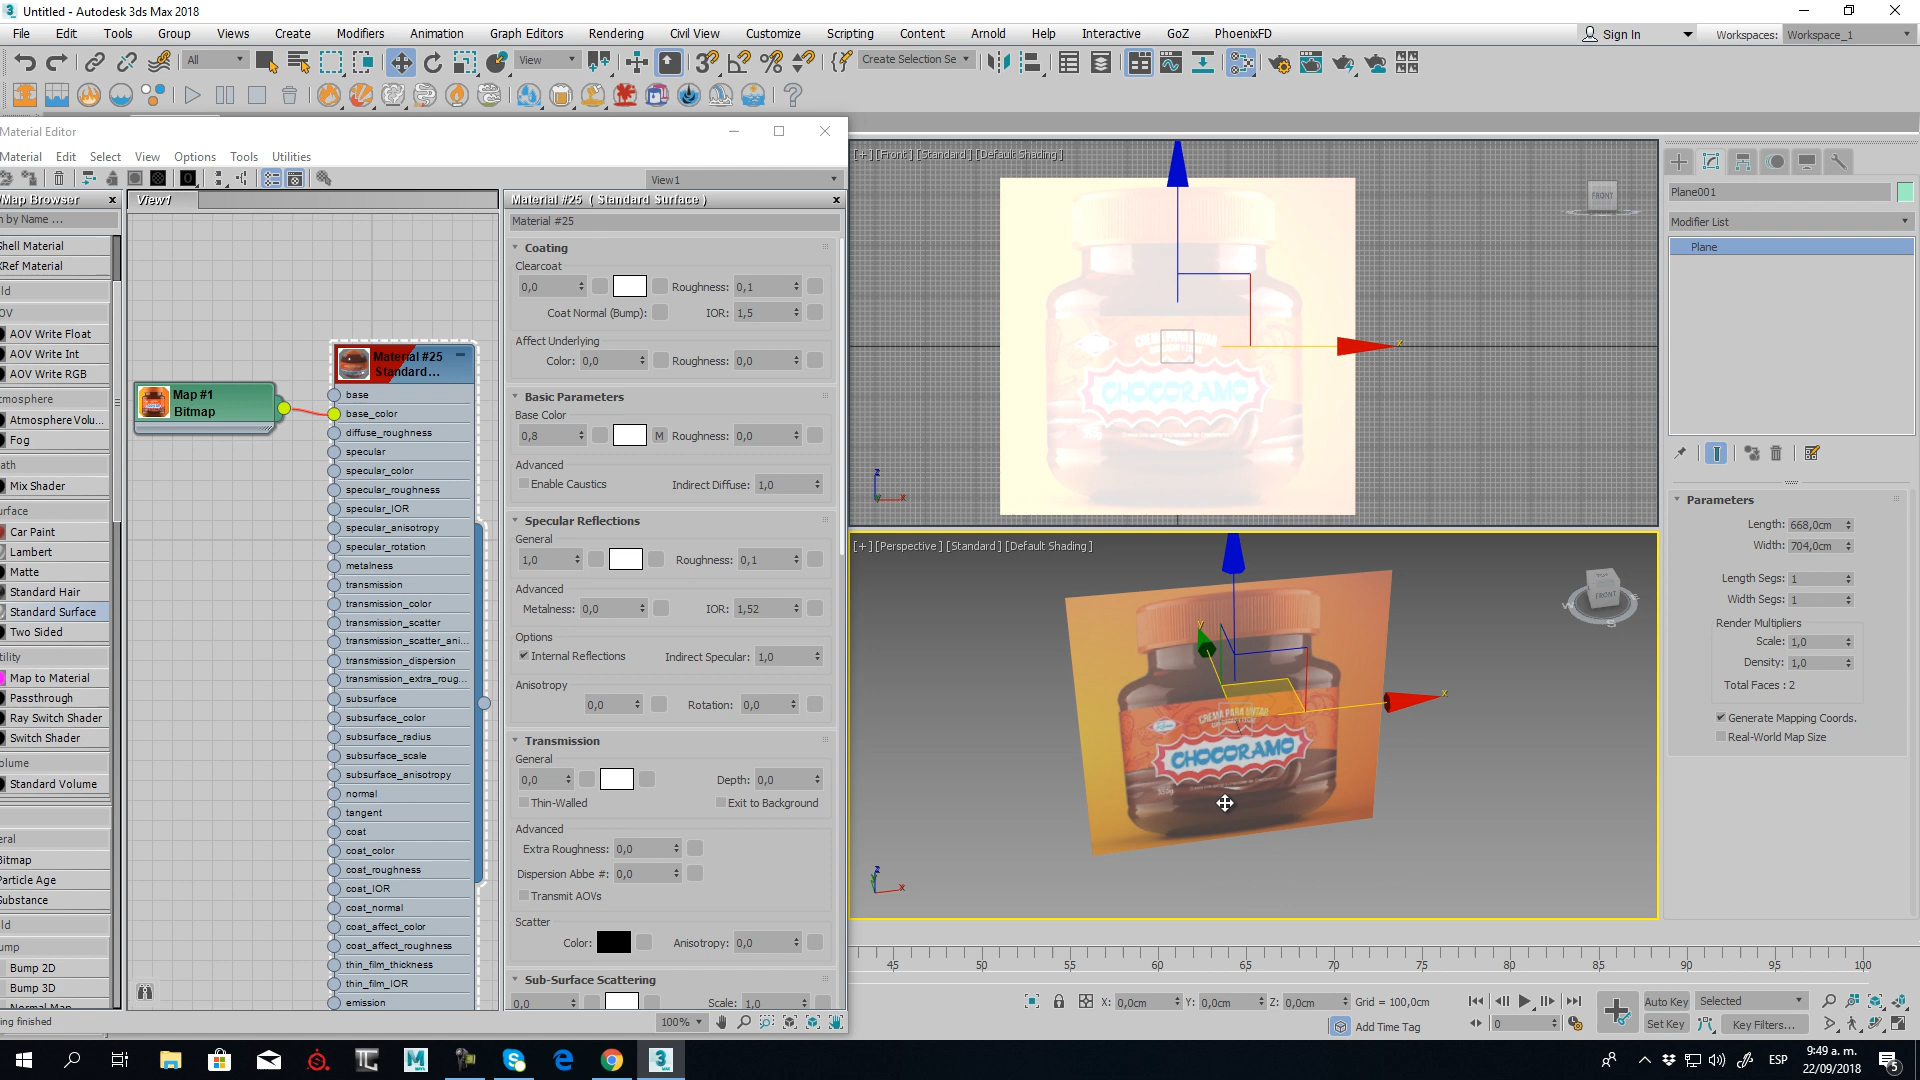 Untitled - Autodesk 3ds Max 2018
File Edit Tools Group Views Create Modifiers Animation Graph Editors Rendering Civil View Customize Scripting Content Arnold Help Interactive GoZ PhoenixFD
Sign In Workspaces: Workspace_1
All View Create Selection Se
Material Editor
Material Edit Select View Options Tools Utilities
View1
Map Browser
by Name ...
Shell Material
XRef Material
AOV Write Float
AOV Write Int
AOV Write RGB
Atmosphere Volu...
Fog
Mix Shader
Car Paint
Lambert
Matte
Standard Hair
Standard Surface
Two Sided
Map to Material
Passthrough
Ray Switch Shader
Switch Shader
Standard Volume
Bitmap
Particle Age
Substance
Bump 2D
Bump 3D
View1
Map #1
Bitmap
Material #25
Standard...
base
base_color
diffuse_roughness
specular
specular_color
specular_roughness
specular_IOR
specular_anisotropy
specular_rotation
metalness
transmission
transmission_color
transmission_scatter
transmission_scatter_ani...
transmission_dispersion
transmission_extra_roug...
subsurface
subsurface_color
subsurface_radius
subsurface_scale
subsurface_anisotropy
normal
tangent
coat
coat_color
coat_roughness
coat_IOR
coat_normal
coat_affect_color
coat_affect_roughness
thin_film_thickness
thin_film_IOR
emission
Material #25 ( Standard Surface )
Material #25
Coating
Clearcoat
0,0 Roughness: 0,1
Coat Normal (Bump): IOR: 1,5
Affect Underlying
Color: 0,0 Roughness: 0,0
Basic Parameters
Base Color
0,8 M Roughness: 0,0
Advanced
Enable Caustics Indirect Diffuse: 1,0
Specular Reflections
General
1,0 Roughness: 0,1
Advanced
Metalness: 0,0 IOR: 1,52
Options
Internal Reflections Indirect Specular: 1,0
Anisotropy
0,0 Rotation: 0,0
Transmission
General
0,0 Depth: 0,0
Thin-Walled Exit to Background
Advanced
Extra Roughness: 0,0
Dispersion Abbe #: 0,0
Transmit AOVs
Scatter
Color: Anisotropy: 0,0
Sub-Surface Scattering
0,0 Scale: 1,0
100%
[+] [Front] [Standard] [Default Shading]
FRONT
CREMA PARA UNTAR
CHOCORAMO
x
z
x
[+] [Perspective] [Standard] [Default Shading]
TOP
FRONT
W
S
y
x
CREMA PARA UNTAR
CHOCORAMO
z
x
Plane001
Modifier List
Plane
Parameters
Length: 668,0cm
Width: 704,0cm
Length Segs: 1
Width Segs: 1
Render Multipliers
Scale: 1,0
Density: 1,0
Total Faces : 2
Generate Mapping Coords.
Real-World Map Size
45 50 55 60 65 70 75 80 85 90 95 100
X: 0,0cm Y: 0,0cm Z: 0,0cm Grid = 100,0cm
Add Time Tag
0
Auto Key Selected
Set Key Key Filters...
ESP
9:49 a. m.
22/09/2018
5